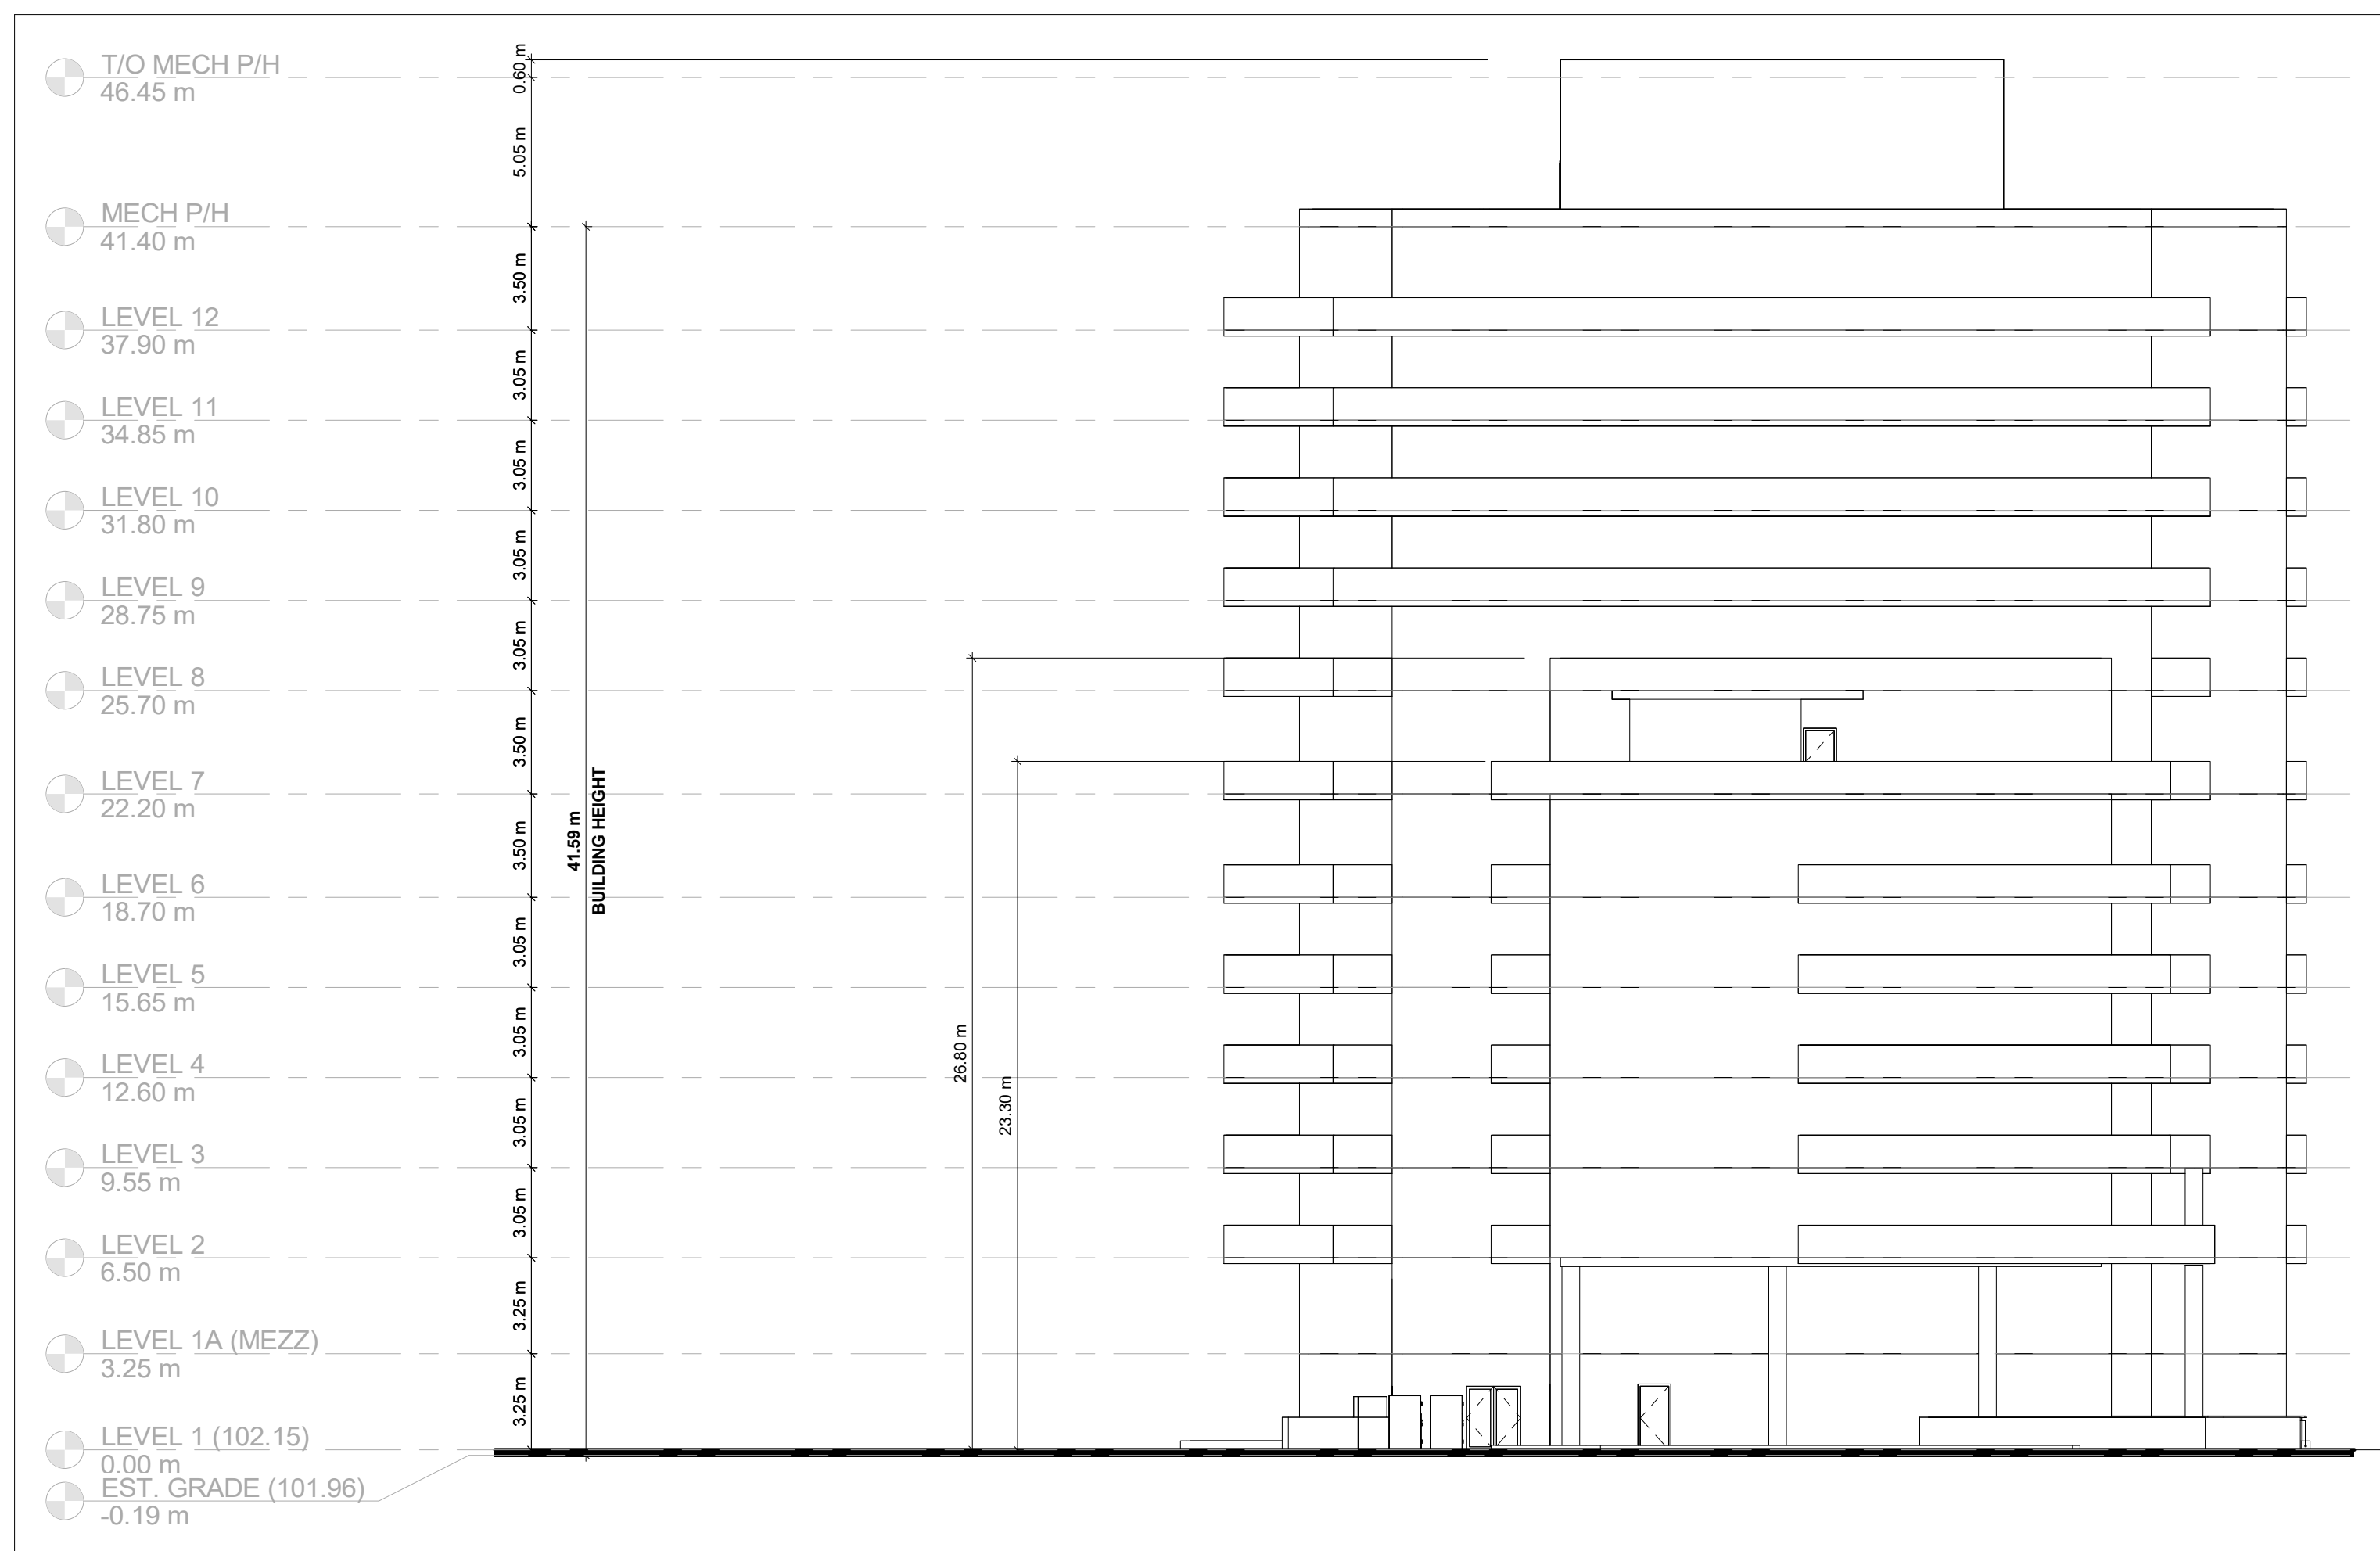 T/O MECH P/H
46.45 m
0.60 m
5.05 m
MECH P/H
41.40 m
3.50 m
LEVEL 12
37.90 m
3.05 m
LEVEL 11
34.85 m
3.05 m
LEVEL 10
31.80 m
3.05 m
LEVEL 9
28.75 m
3.05 m
LEVEL 8
25.70 m
3.50 m
LEVEL 7
22.20 m
3.50 m
41.59 m
BUILDING HEIGHT
LEVEL 6
18.70 m
3.05 m
LEVEL 5
15.65 m
3.05 m
26.80 m
LEVEL 4
12.60 m
3.05 m
23.30 m
LEVEL 3
9.55 m
3.05 m
LEVEL 2
6.50 m
3.25 m
LEVEL 1A (MEZZ)
3.25 m
3.25 m
LEVEL 1 (102.15)
0.00 m
EST. GRADE (101.96)
-0.19 m